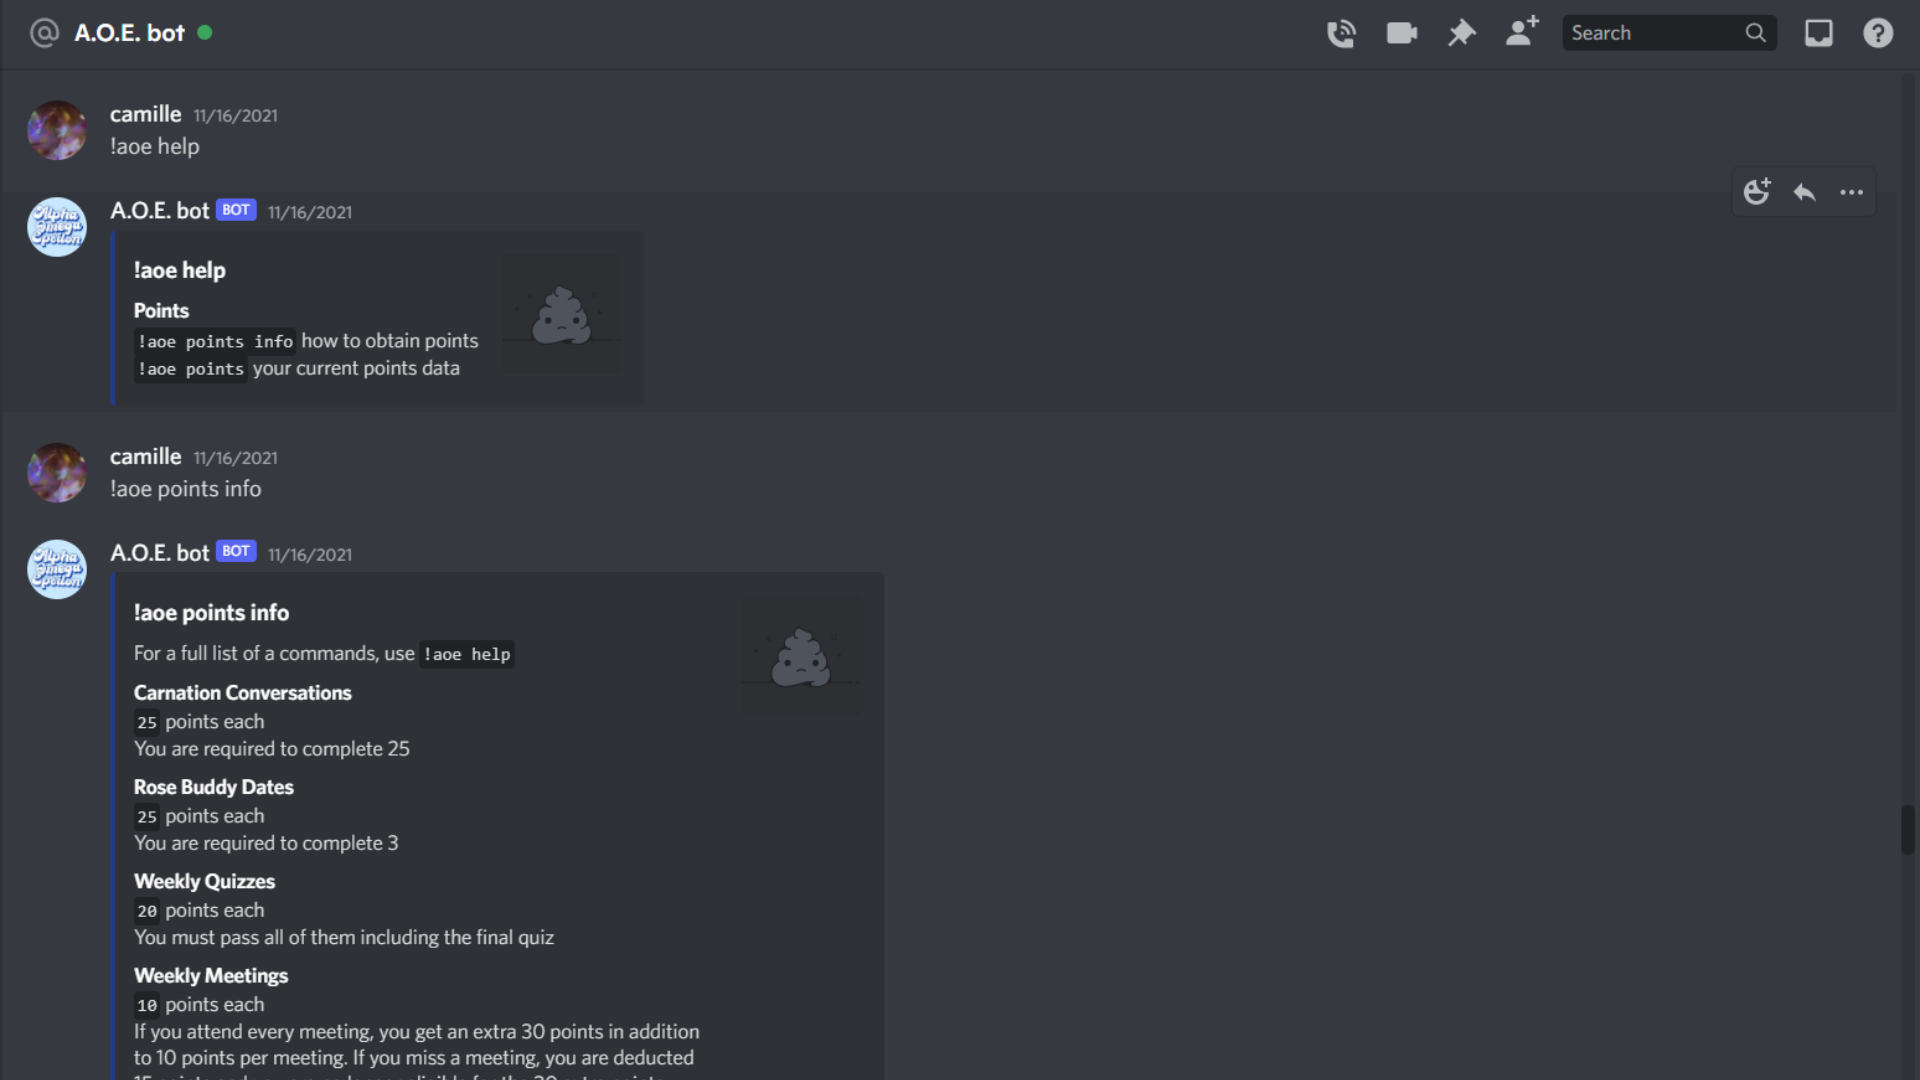 @ A.O.E. bot
Search
camille 11/16/2021
!aoe help
Alpha Omega Epsilon
A.O.E. bot BOT 11/16/2021
!aoe help
Points
!aoe points info how to obtain points
!aoe points your current points data
camille 11/16/2021
!aoe points info
Alpha Omega Epsilon
A.O.E. bot BOT 11/16/2021
!aoe points info
For a full list of a commands, use !aoe help
Carnation Conversations
25 points each
You are required to complete 25
Rose Buddy Dates
25 points each
You are required to complete 3
Weekly Quizzes
20 points each
You must pass all of them including the final quiz
Weekly Meetings
10 points each
If you attend every meeting, you get an extra 30 points in addition
to 10 points per meeting. If you miss a meeting, you are deducted